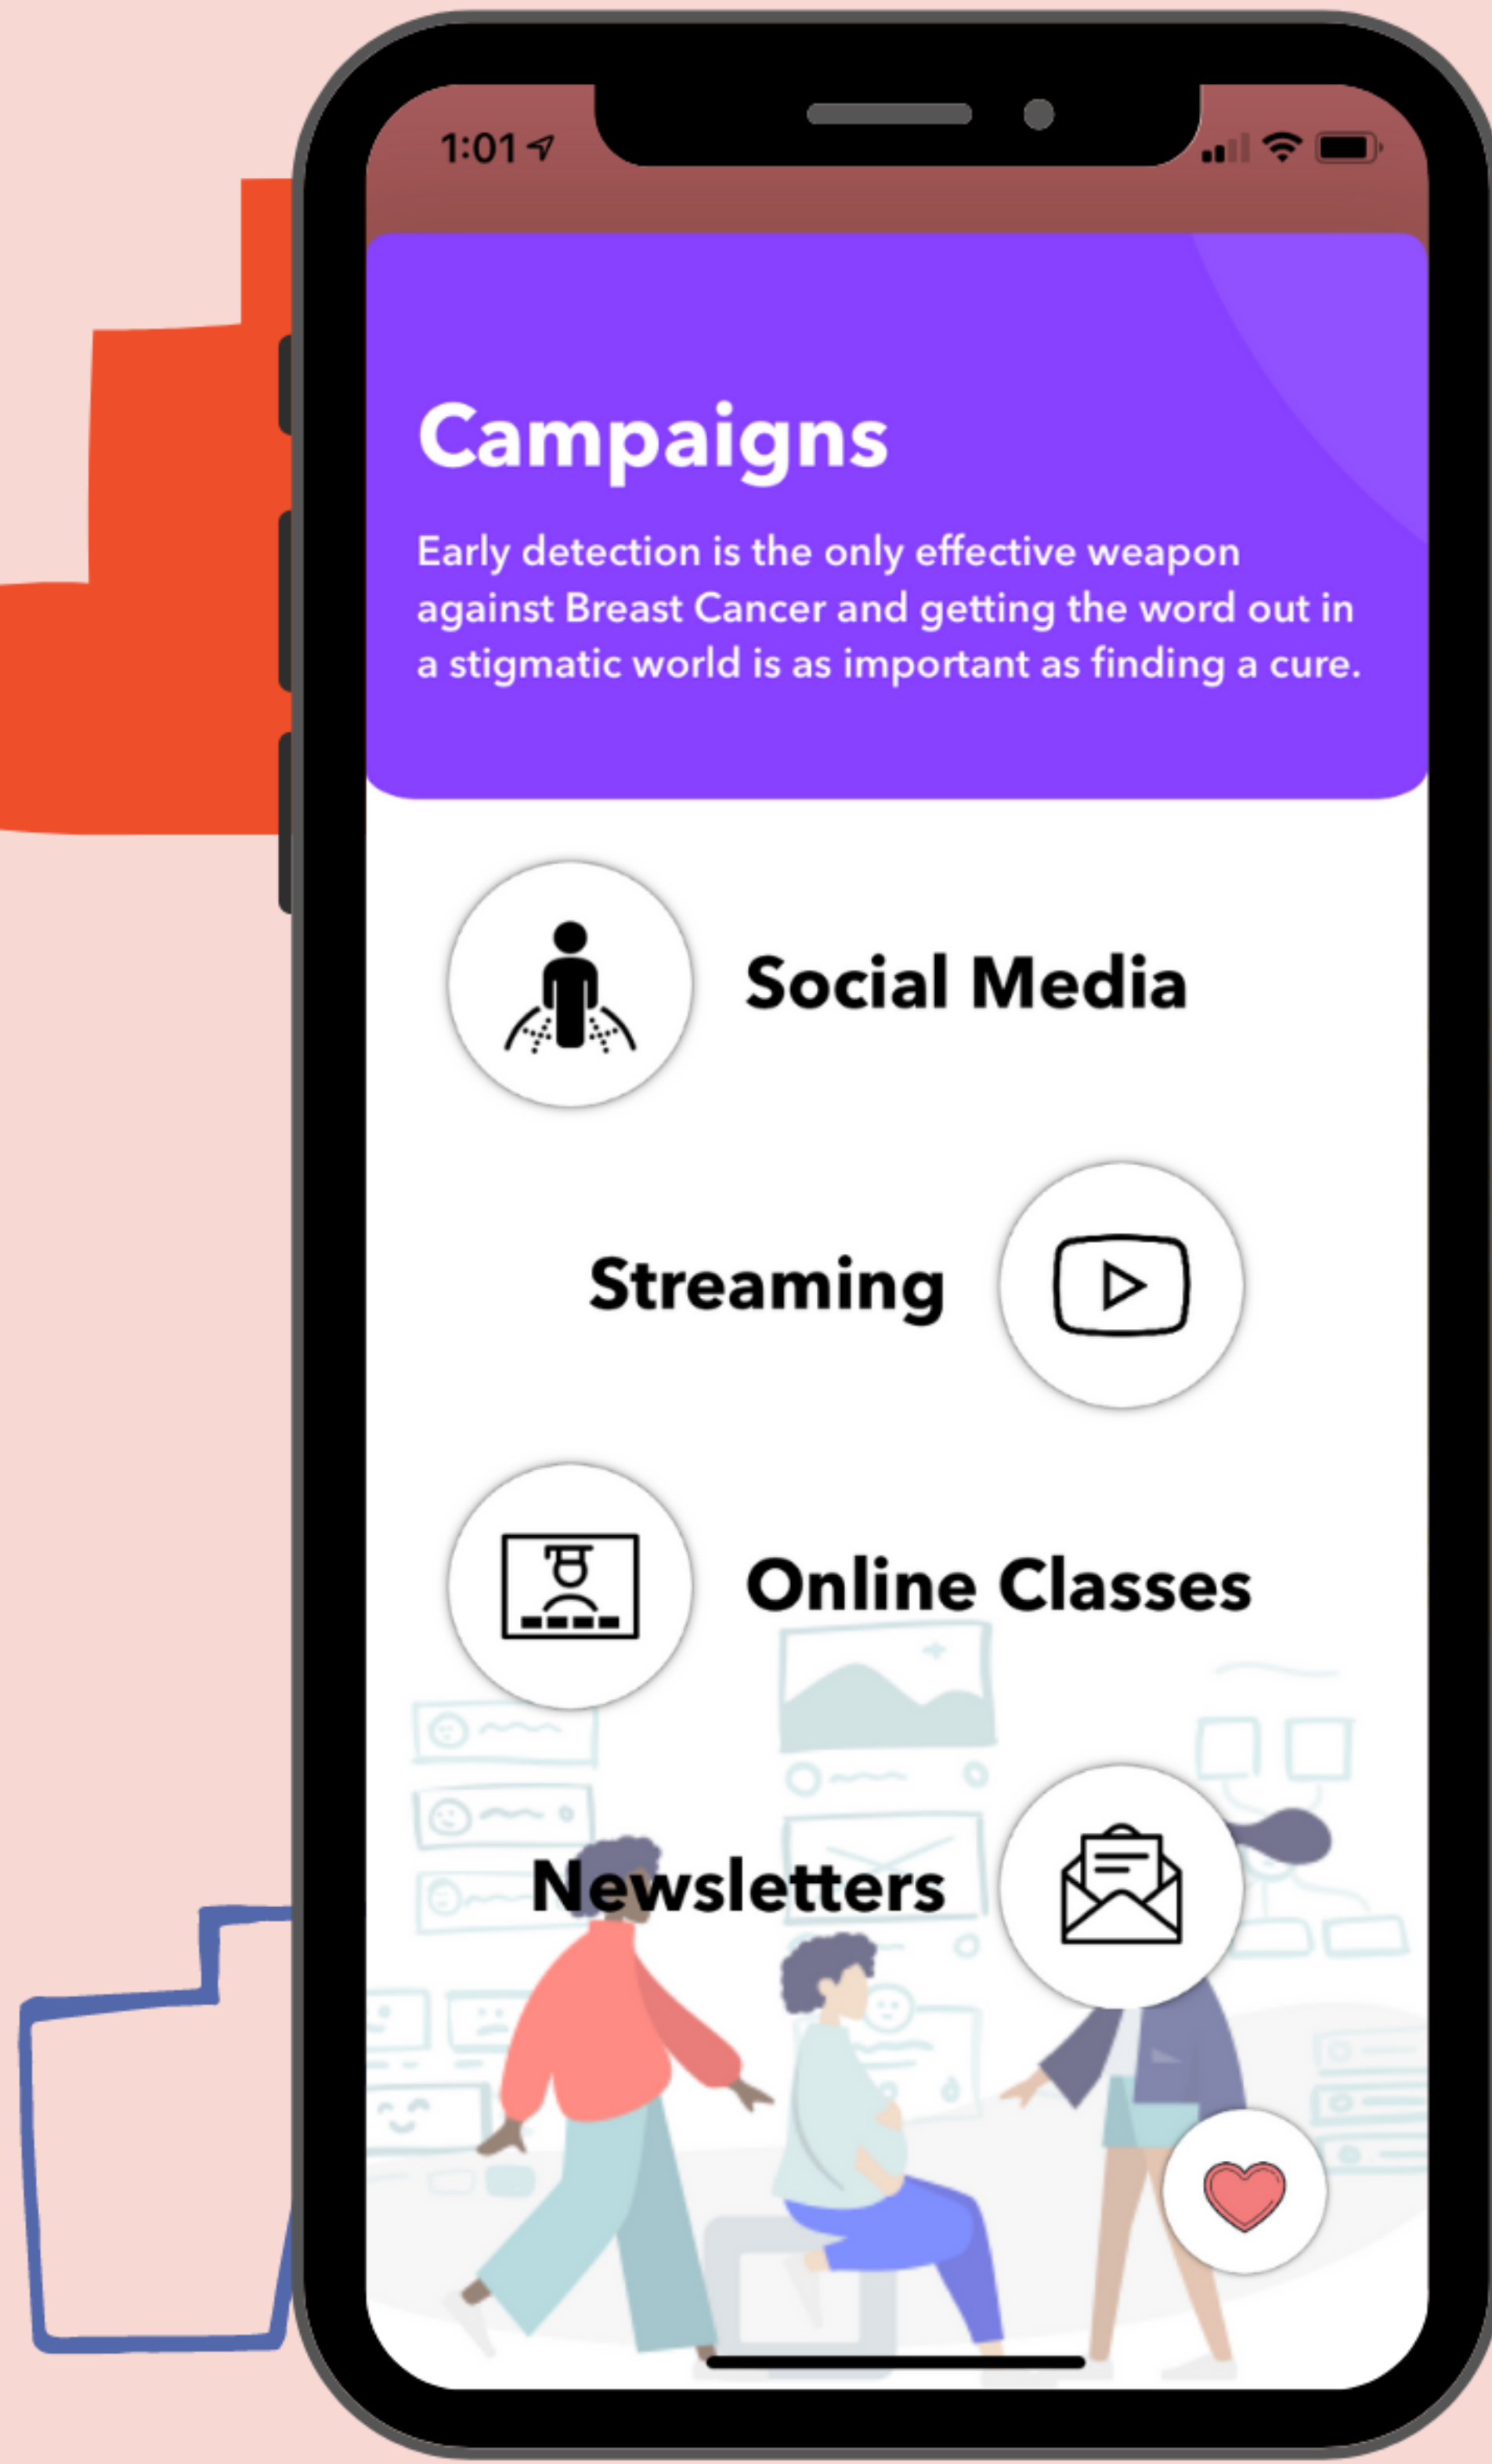 1:01
Campaigns
Early detection is the only effective weapon
against Breast Cancer and getting the word out in
a stigmatic world is as important as finding a cure.
Social Media
Streaming
Online Classes
Newsletters